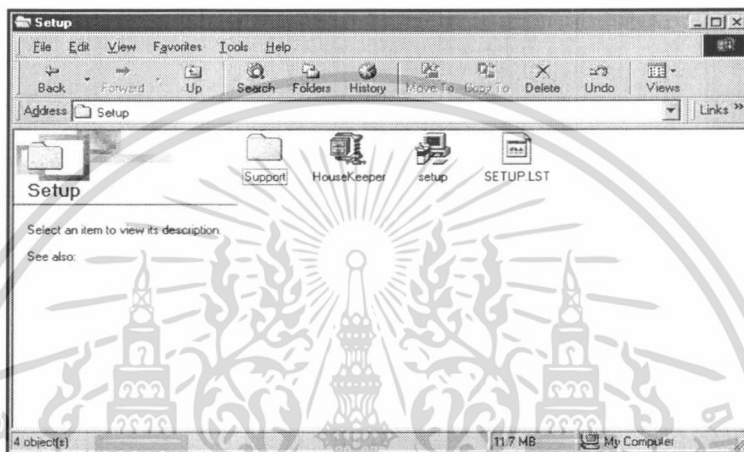 Setup
File Edit View Favorites Tools Help
Back Forward Up Search Folders History Move To Copy To Delete Undo Views
Address Setup Links »
Support HouseKeeper setup SETUP.LST
Setup
Select an item to view its description.
See also:
4 object(s) 11.7 MB My Computer